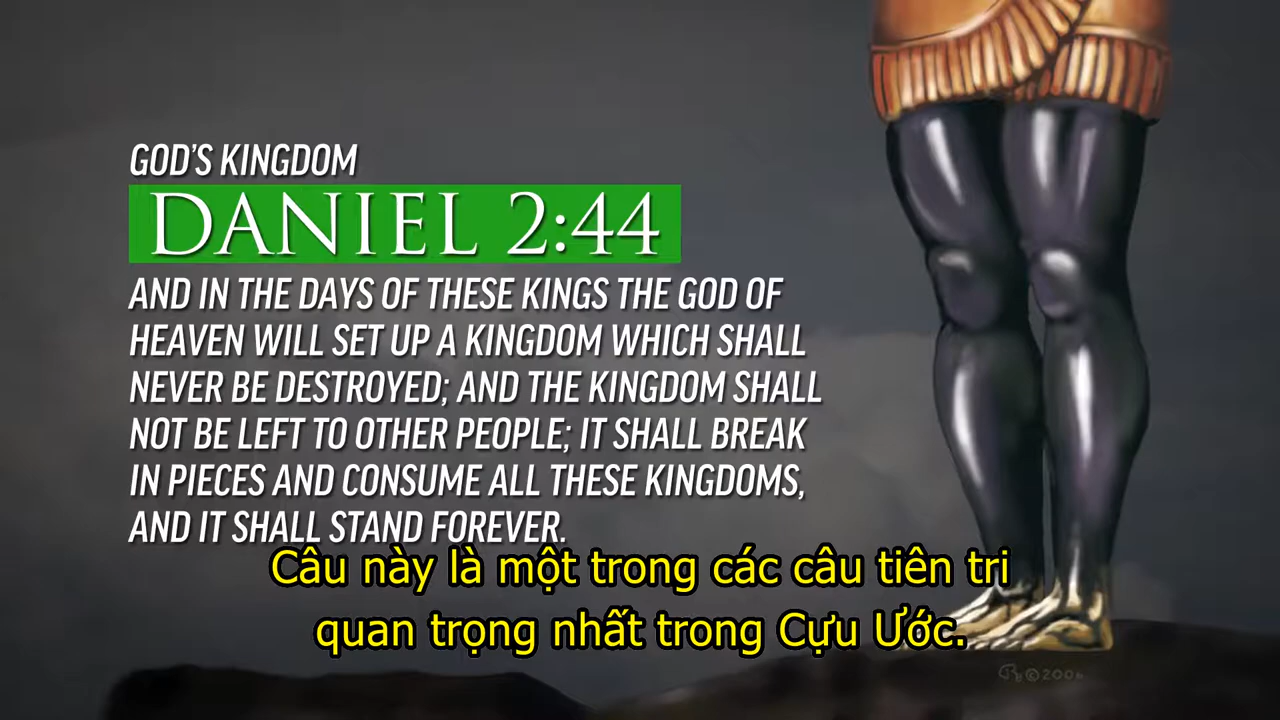 GOD'S KINGDOM
DANIEL 2:44
AND IN THE DAYS OF THESE KINGS THE GOD OF
HEAVEN WILL SET UP A KINGDOM WHICH SHALL
NEVER BE DESTROYED; AND THE KINGDOM SHALL
NOT BE LEFT TO OTHER PEOPLE; IT SHALL BREAK
IN PIECES AND CONSUME ALL THESE KINGDOMS,
AND IT SHALL STAND FOREVER.
Câu này là một trong các câu tiên tri
quan trọng nhất trong Cựu Ước.